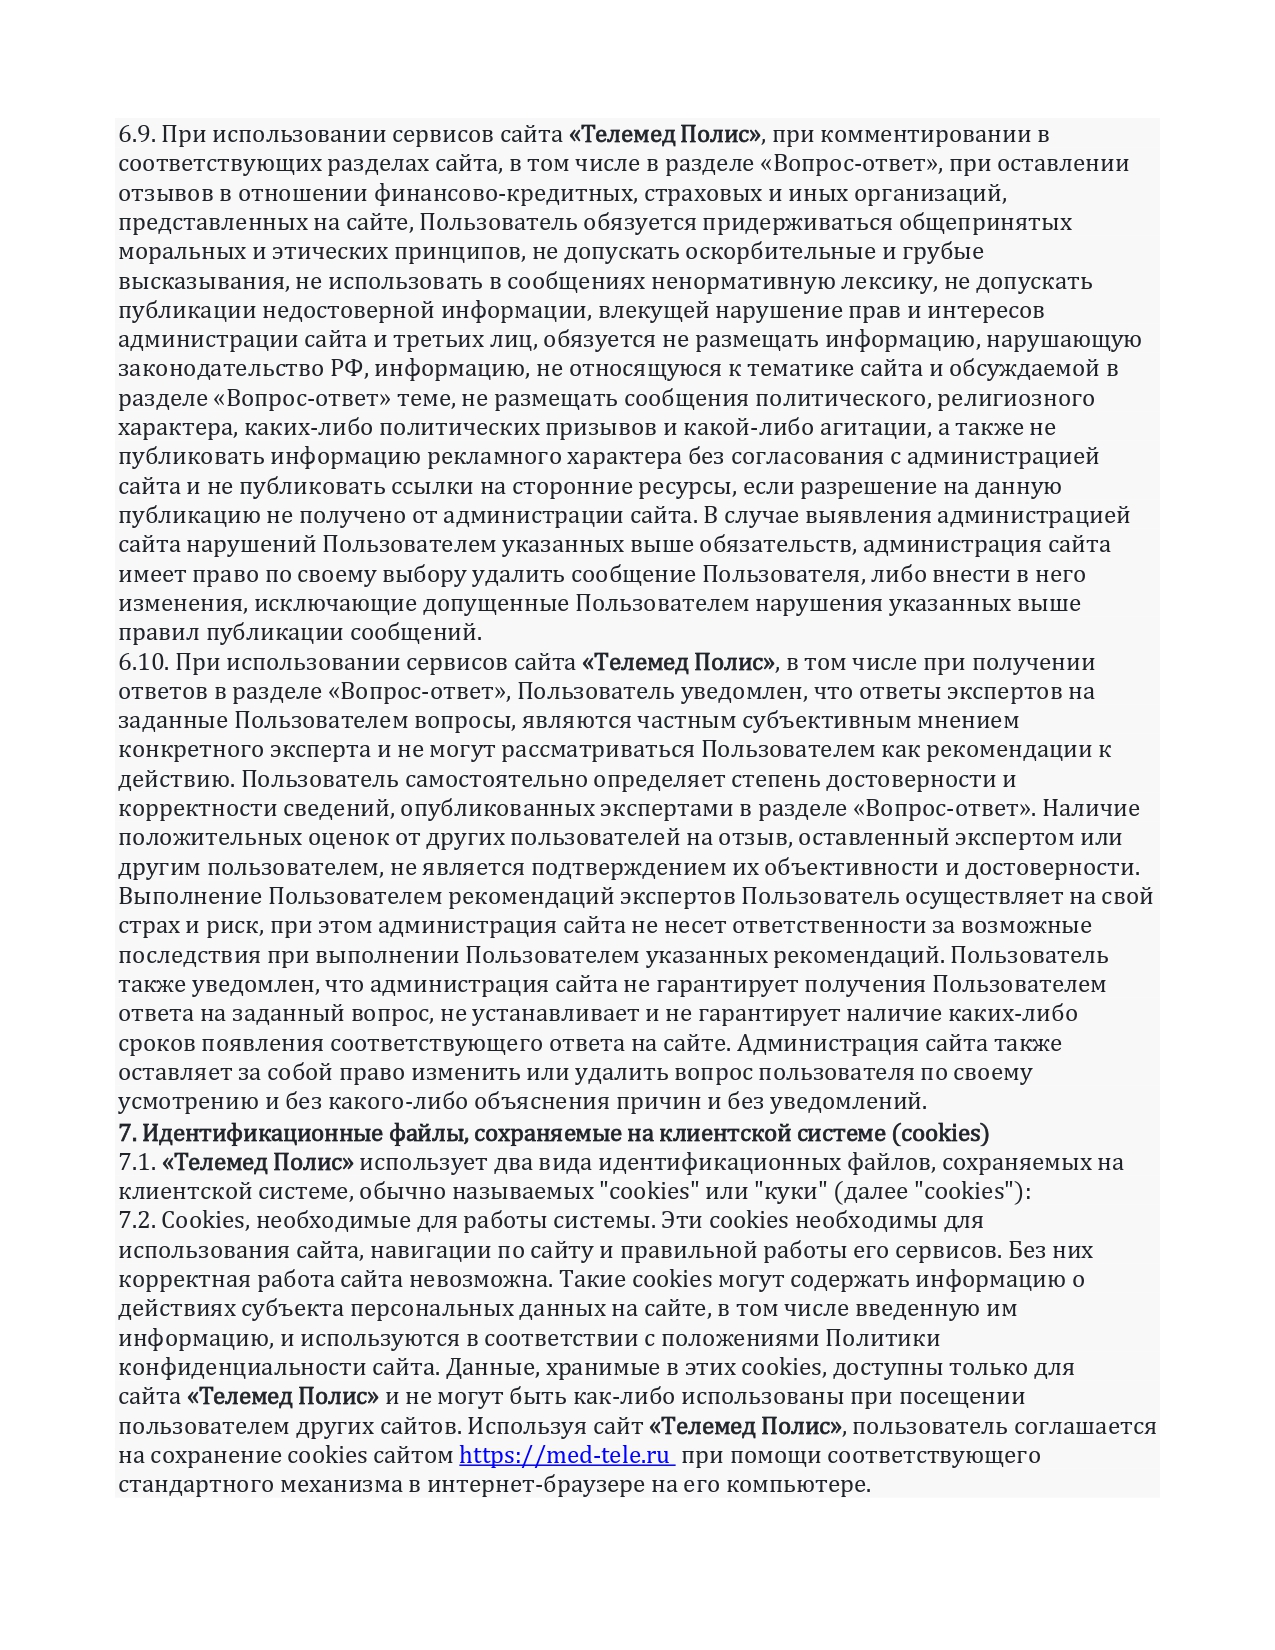 6.9. При использовании сервисов сайта «Телемед Полис», при комментировании в
соответствующих разделах сайта, в том числе в разделе «Вопрос-ответ», при оставлении
отзывов в отношении финансово-кредитных, страховых и иных организаций,
представленных на сайте, Пользователь обязуется придерживаться общепринятых
моральных и этических принципов, не допускать оскорбительные и грубые
высказывания, не использовать в сообщениях ненормативную лексику, не допускать
публикации недостоверной информации, влекущей нарушение прав и интересов
администрации сайта и третьих лиц, обязуется не размещать информацию, нарушающую
законодательство РФ, информацию, не относящуюся к тематике сайта и обсуждаемой в
разделе «Вопрос-ответ» теме, не размещать сообщения политического, религиозного
характера, каких-либо политических призывов и какой-либо агитации, а также не
публиковать информацию рекламного характера без согласования с администрацией
сайта и не публиковать ссылки на сторонние ресурсы, если разрешение на данную
публикацию не получено от администрации сайта. В случае выявления администрацией
сайта нарушений Пользователем указанных выше обязательств, администрация сайта
имеет право по своему выбору удалить сообщение Пользователя, либо внести в него
изменения, исключающие допущенные Пользователем нарушения указанных выше
правил публикации сообщений.
6.10. При использовании сервисов сайта «Телемед Полис», в том числе при получении
ответов в разделе «Вопрос-ответ», Пользователь уведомлен, что ответы экспертов на
заданные Пользователем вопросы, являются частным субъективным мнением
конкретного эксперта и не могут рассматриваться Пользователем как рекомендации к
действию. Пользователь самостоятельно определяет степень достоверности и
корректности сведений, опубликованных экспертами в разделе «Вопрос-ответ». Наличие
положительных оценок от других пользователей на отзыв, оставленный экспертом или
другим пользователем, не является подтверждением их объективности и достоверности.
Выполнение Пользователем рекомендаций экспертов Пользователь осуществляет на свой
страх и риск, при этом администрация сайта не несет ответственности за возможные
последствия при выполнении Пользователем указанных рекомендаций. Пользователь
также уведомлен, что администрация сайта не гарантирует получения Пользователем
ответа на заданный вопрос, не устанавливает и не гарантирует наличие каких-либо
сроков появления соответствующего ответа на сайте. Администрация сайта также
оставляет за собой право изменить или удалить вопрос пользователя по своему
усмотрению и без какого-либо объяснения причин и без уведомлений.
7. Идентификационные файлы, сохраняемые на клиентской системе (cookies)
7.1. «Телемед Полис» использует два вида идентификационных файлов, сохраняемых на
клиентской системе, обычно называемых "cookies" или "куки" (далее "cookies"):
7.2. Cookies, необходимые для работы системы. Эти cookies необходимы для
использования сайта, навигации по сайту и правильной работы его сервисов. Без них
корректная работа сайта невозможна. Такие cookies могут содержать информацию о
действиях субъекта персональных данных на сайте, в том числе введенную им
информацию, и используются в соответствии с положениями Политики
конфиденциальности сайта. Данные, хранимые в этих cookies, доступны только для
сайта «Телемед Полис» и не могут быть как-либо использованы при посещении
пользователем других сайтов. Используя сайт «Телемед Полис», пользователь соглашается
на сохранение cookies сайтом https://med-tele.ru при помощи соответствующего
стандартного механизма в интернет-браузере на его компьютере.